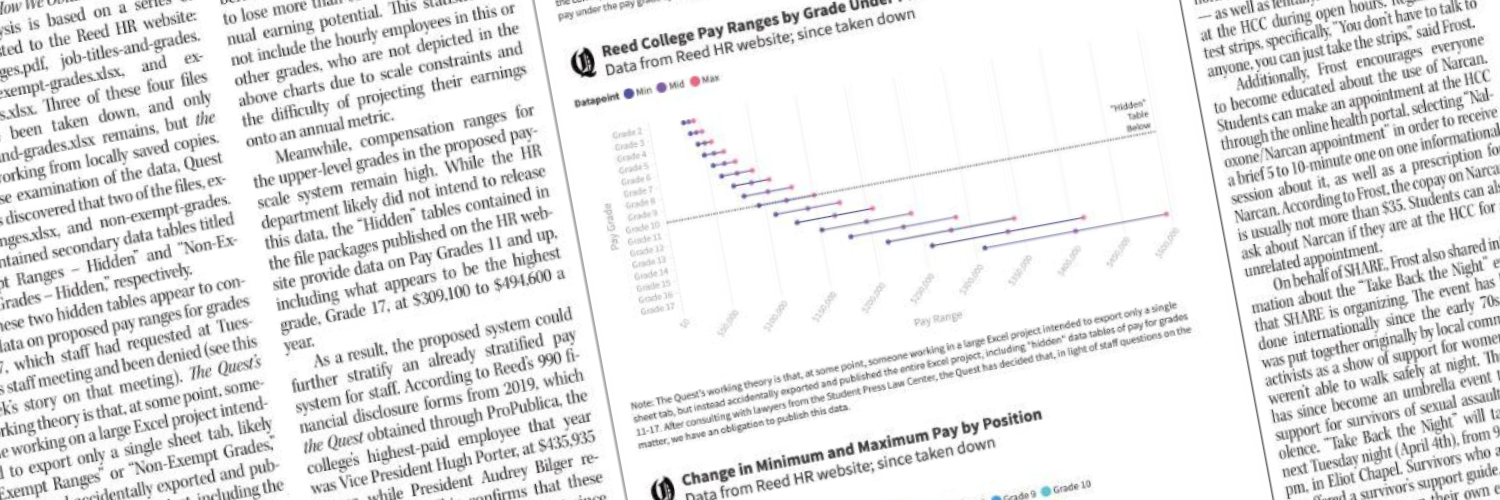 How We
ysis is based on a series of
ted to the Reed HR website:
ges.pdf, job-titles-and-grades.
exempt-grades.xlsx, and ex-
s.xlsx. Three of these four files
been taken down, and only
nd-grades.xlsx remains, but the
orking from locally saved copies.
e examination of the data, Quest
s discovered that two of the files, ex-
nges.xlsx, and non-exempt-grades.
ntained secondary data tables titled
pt Ranges – Hidden" and "Non-Ex-
Grades – Hidden," respectively.
hese two hidden tables appear to con-
data on proposed pay ranges for grades
7, which staff had requested at Tues-
staff meeting and been denied (see this
k's story on that meeting). The Quest's
rking theory is that, at some point, some-
e working on a large Excel project intend-
d to export only a single sheet tab, likely
Exempt Ranges" or "Non-Exempt Grades,"
accidentally exported and pub-
including the
to lose more than
nual earning potential. This
not include the hourly employees in this or
other grades, who are not depicted in the
above charts due to scale constraints and
the difficulty of projecting their earnings
onto an annual metric.
Meanwhile, compensation ranges for
the upper-level grades in the proposed pay-
scale system remain high. While the HR
department likely did not intend to release
this data, the "Hidden" tables contained in
the file packages published on the HR web-
site provide data on Pay Grades 11 and up,
including what appears to be the highest
grade, Grade 17, at $309,100 to $494,600 a
year.
As a result, the proposed system could
further stratify an already stratified pay
system for staff. According to Reed's 990 fi-
nancial disclosure forms from 2019, which
the Quest obtained through ProPublica, the
college's highest-paid employee that year
was Vice President Hugh Porter, at $435,935
while President Audrey Bilger re-
confirms that these
pay under the pay
Reed College Pay Ranges by Grade Under
Data from Reed HR website; since taken down
Datapoint Min Mid Max
"Hidden"
Table
Below
Pay Grade
Grade 2
Grade 3
Grade 4
Grade 5
Grade 6
Grade 7
Grade 8
Grade 9
Grade 10
Grade 11
Grade 12
Grade 13
Grade 14
Grade 15
Grade 16
Grade 17
$0 $50,000 $100,000 $150,000 $200,000 $250,000 $300,000 $350,000 $400,000 $450,000 $500,000
Pay Range
Note: The Quest's working theory is that, at some point, someone working in a large Excel project intended to export only a single
sheet tab, but instead accidentally exported and published the entire Excel project, including "hidden" data tables of pay for grades
11-17. After consulting with lawyers from the Student Press Law Center, the Quest has decided that, in light of staff questions on the
matter, we have an obligation to publish this data.
Change in Minimum and Maximum Pay by Position
Data from Reed HR website; since taken down
Grade 9 Grade 10
— as well as
at the HCC during open hours.
test strips, specifically, "You don't have to talk to
anyone, you can just take the strips," said Frost.
Additionally, Frost encourages everyone
to become educated about the use of Narcan.
Students can make an appointment at the HCC
through the online health portal, selecting "Nal-
oxone/Narcan appointment" in order to receive
a brief 5 to 10-minute one on one informational
session about it, as well as a prescription for
Narcan. According to Frost, the copay on Narca
is usually not more than $35. Students can al
ask about Narcan if they are at the HCC for
unrelated appointment.
On behalf of SHARE, Frost also shared in
mation about the "Take Back the Night" e
that SHARE is organizing. The event has
done internationally since the early 70s
was put together originally by local comm
activists as a show of support for wome
weren't able to walk safely at night. Th
has since become an umbrella event
support for survivors of sexual assaul
olence. "Take Back the Night" will ta
next Tuesday night (April 4th), from 9
pm, in Eliot Chapel. Survivors who a
a survivor's support guide
their own e